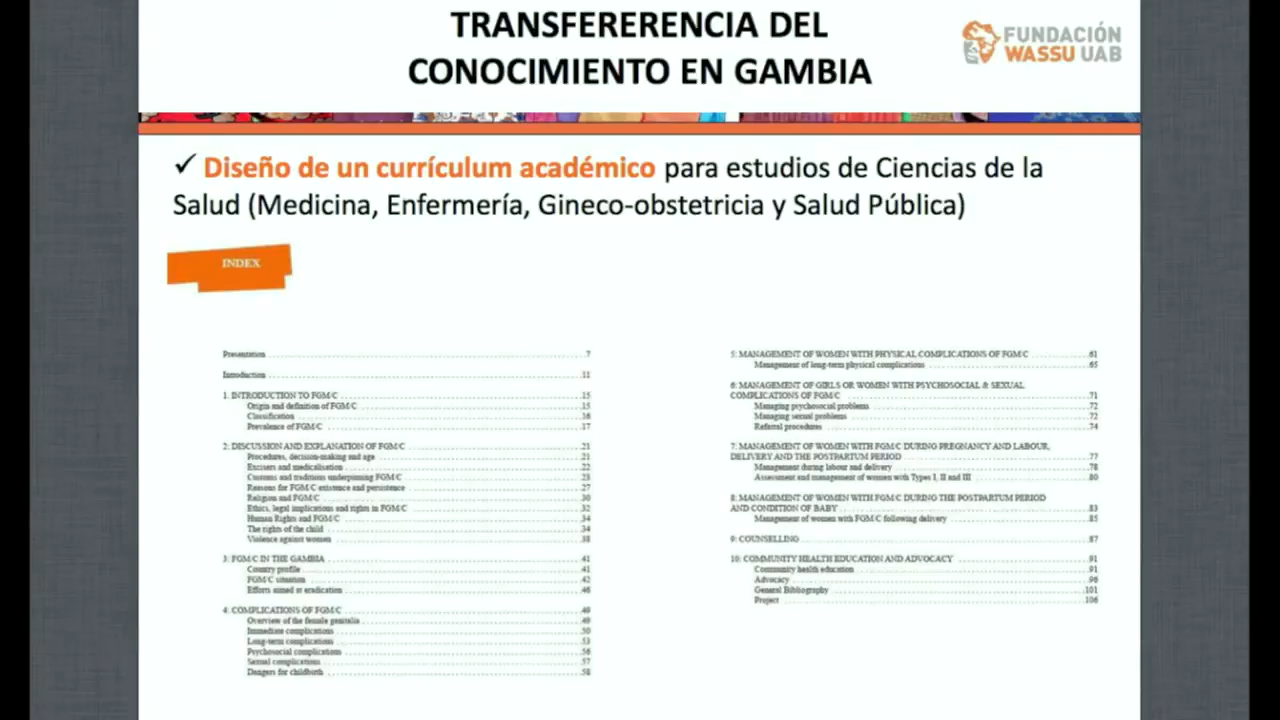 TRANSFERERENCIA DEL
CONOCIMIENTO EN GAMBIA
FUNDACIÓN
WASSU UAB
✓ Diseño de un currículum académico para estudios de Ciencias de la
Salud (Medicina, Enfermería, Gineco-obstetricia y Salud Pública)
INDEX
Presentation 7
Introduction 11
1: INTRODUCTION TO FGM/C 15
Origin and definition of FGM/C 15
Classification 16
Prevalence of FGM/C 17
2: DISCUSSION AND EXPLANATION OF FGM/C 21
Procedures, decision-making and age 21
Excisers and medicalisation 22
Customs and traditions underpinning FGM/C 25
Reasons for FGM/C existence and persistence 27
Religion and FGM/C 30
Ethics, legal implications and rights in FGM/C 32
Human Rights and FGM/C 34
The rights of the child 34
Violence against women 38
3: FGM/C IN THE GAMBIA 41
Country profile 41
FGM/C situation 42
Efforts aimed at eradication 46
4: COMPLICATIONS OF FGM/C 49
Overview of the female genitalia 49
Immediate complications 50
Long-term complications 53
Psychosocial complications 56
Sexual complications 57
Dangers for childbirth 58
5: MANAGEMENT OF WOMEN WITH PHYSICAL COMPLICATIONS OF FGM/C 61
Management of long-term physical complications 65
6: MANAGEMENT OF GIRLS OR WOMEN WITH PSYCHOSOCIAL & SEXUAL
COMPLICATIONS OF FGM/C 71
Managing psychosocial problems 72
Managing sexual problems 72
Referral procedures 74
7: MANAGEMENT OF WOMEN WITH FGM/C DURING PREGNANCY AND LABOUR,
DELIVERY AND THE POSTPARTUM PERIOD 77
Management during labour and delivery 78
Assessment and management of women with Types I, II and III 80
8: MANAGEMENT OF WOMEN WITH FGM/C DURING THE POSTPARTUM PERIOD
AND CONDITION OF BABY 83
Management of women with FGM/C following delivery 85
9: COUNSELLING 87
10: COMMUNITY HEALTH EDUCATION AND ADVOCACY 91
Community health education 91
Advocacy 96
General Bibliography 101
Project 106